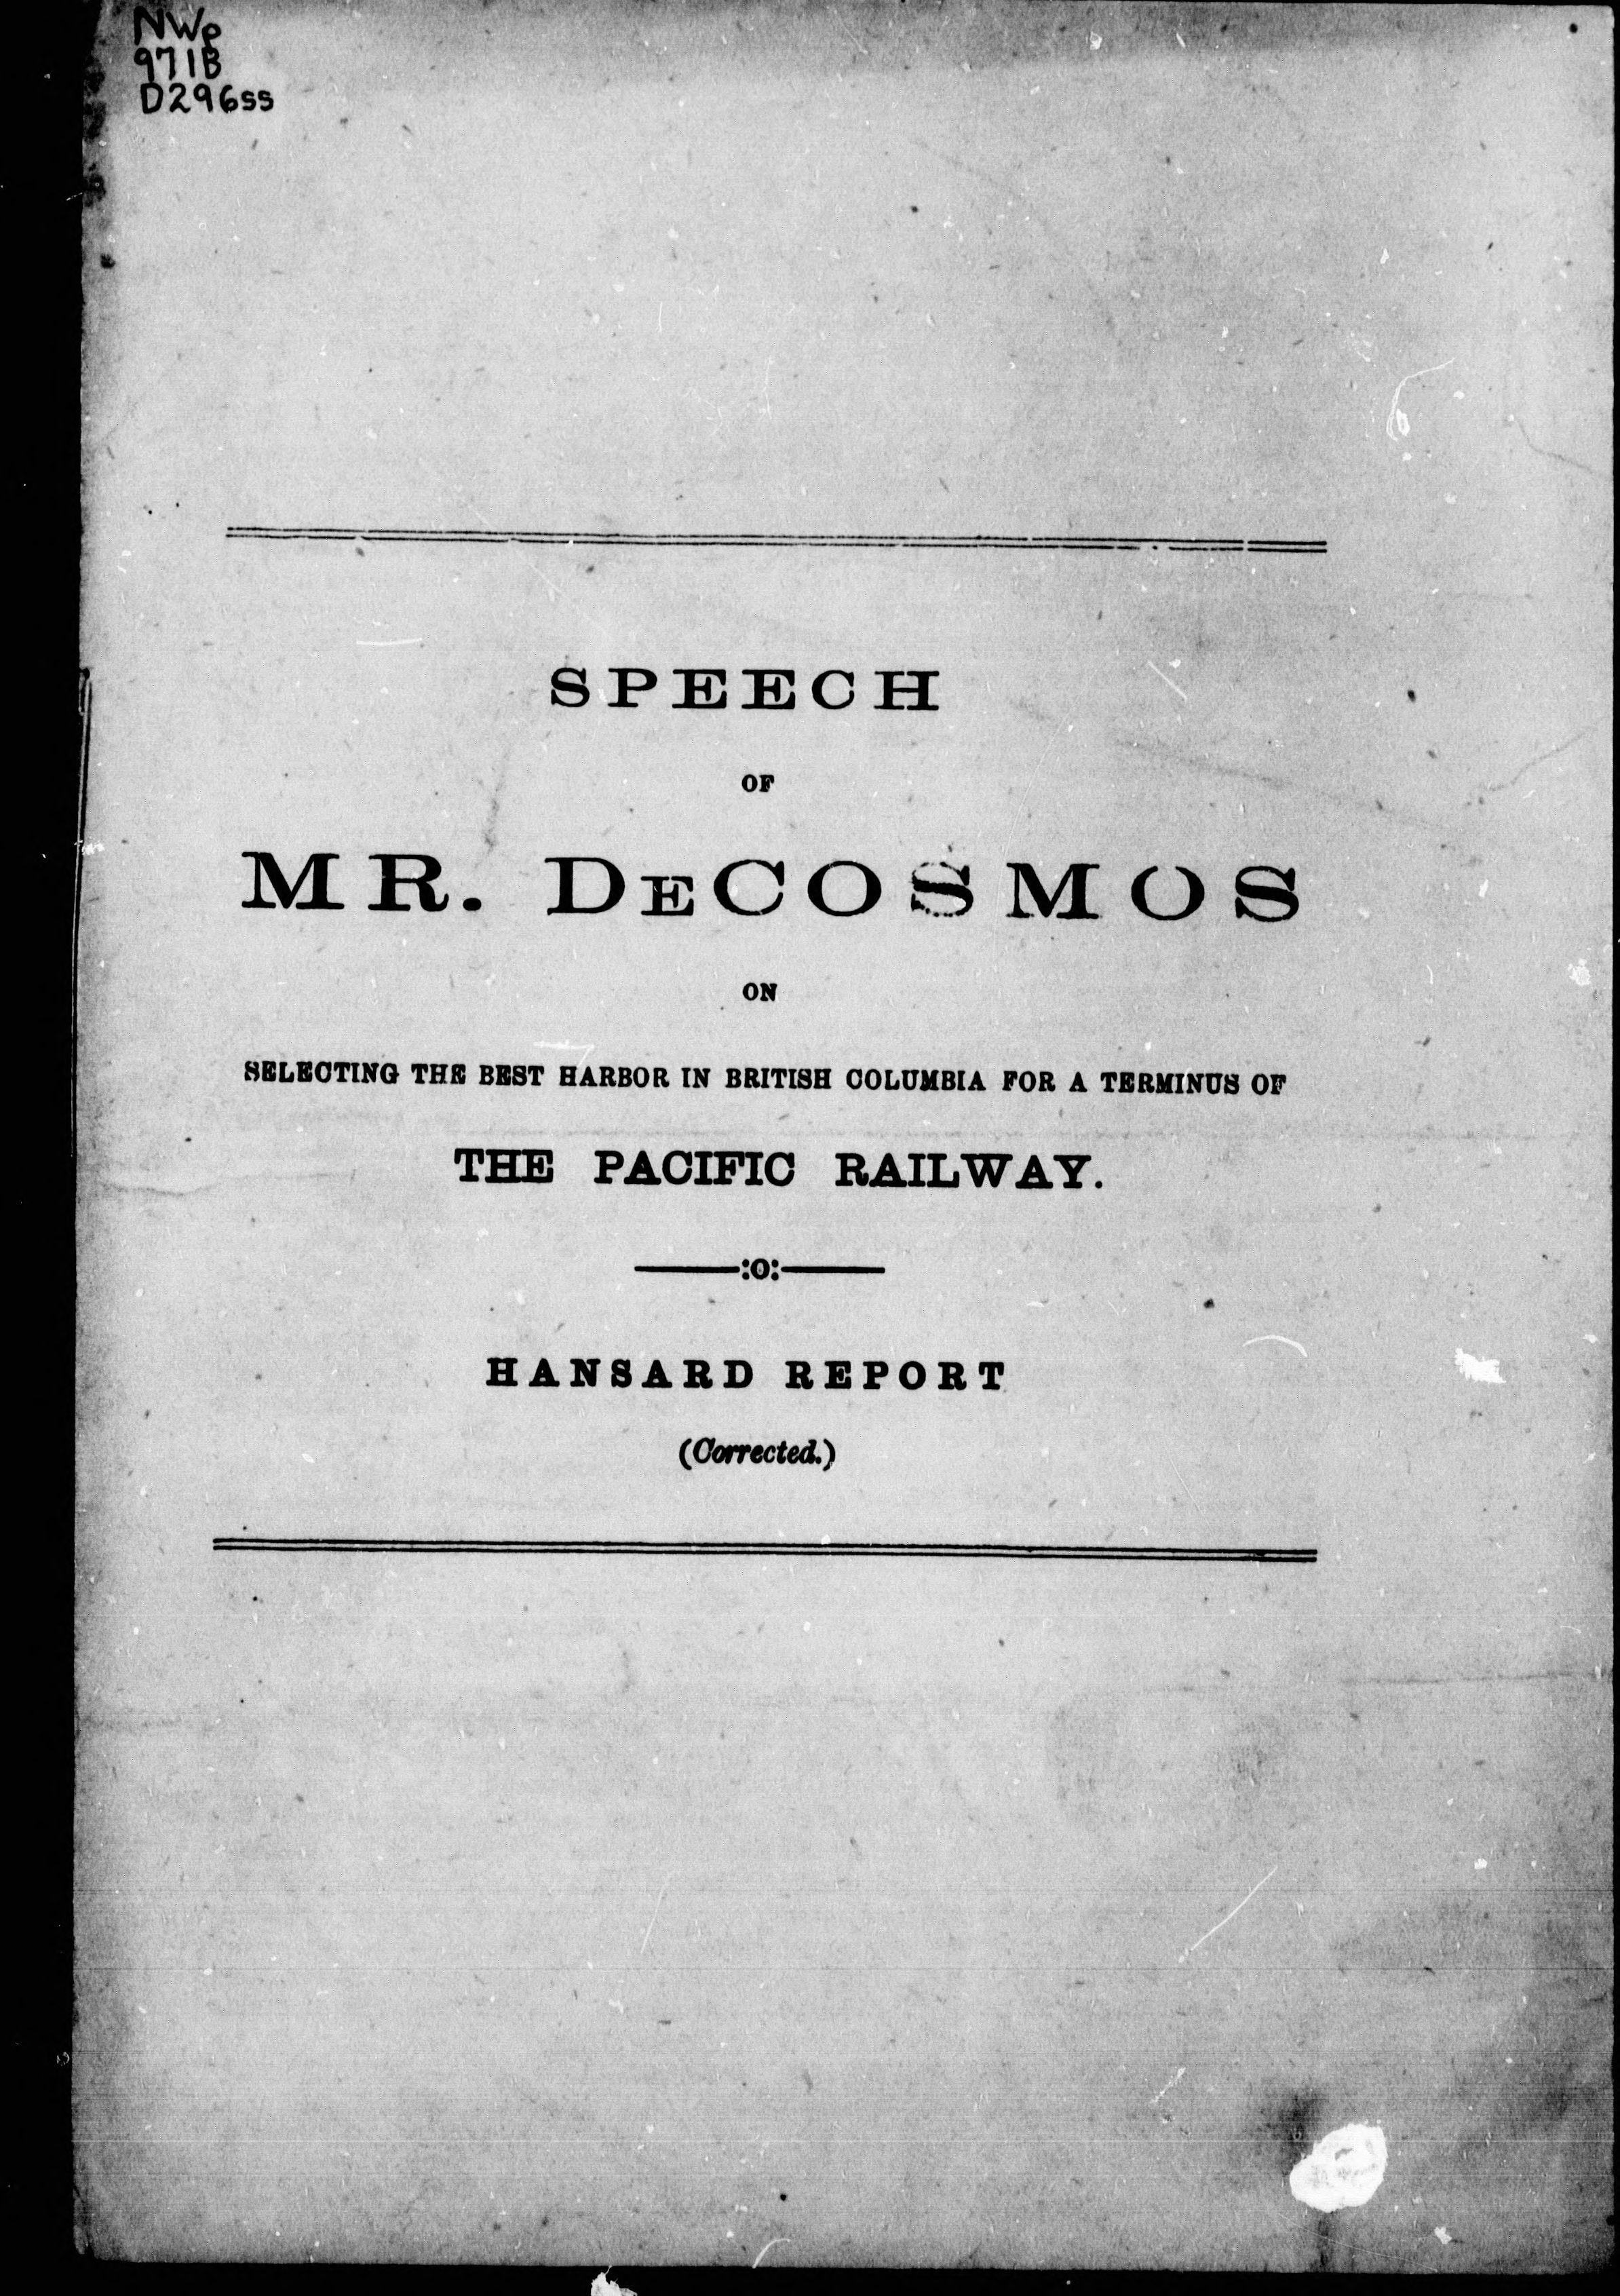 NWp
971B
D296ss
SPEECH
OF
MR. DECOSMOS
ON
SELECTING THE BEST HARBOR IN BRITISH COLUMBIA FOR A TERMINUS OF
THE PACIFIC RAILWAY.
:o:
HANSARD REPORT
(Corrected.)